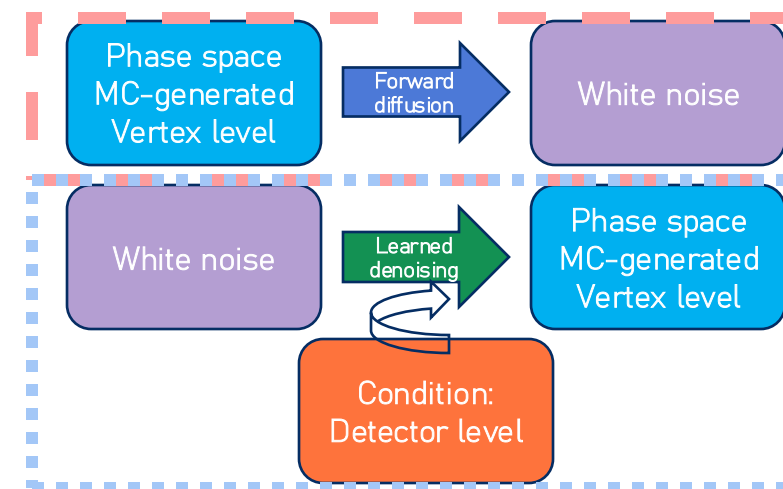 Phase space
MC-generated
Vertex level
Forward
diffusion
White noise
White noise
Learned
denoising
Phase space
MC-generated
Vertex level
Condition:
Detector level